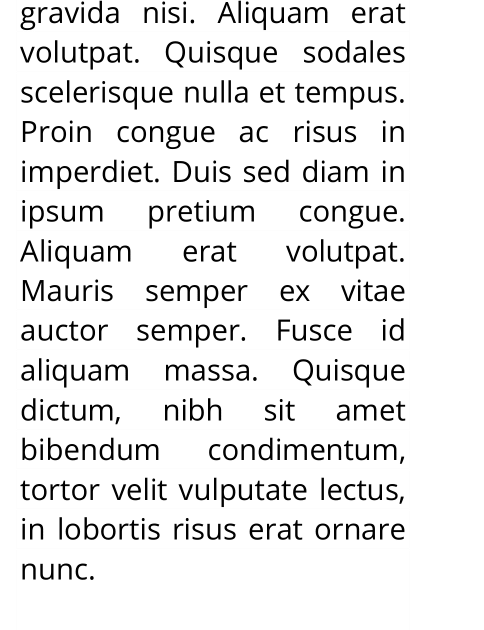 gravida nisi. Aliquam erat
volutpat. Quisque sodales
scelerisque nulla et tempus.
Proin congue ac risus in
imperdiet. Duis sed diam in
ipsum pretium congue.
Aliquam erat volutpat.
Mauris semper ex vitae
auctor semper. Fusce id
aliquam massa. Quisque
dictum, nibh sit amet
bibendum condimentum,
tortor velit vulputate lectus,
in lobortis risus erat ornare
nunc.